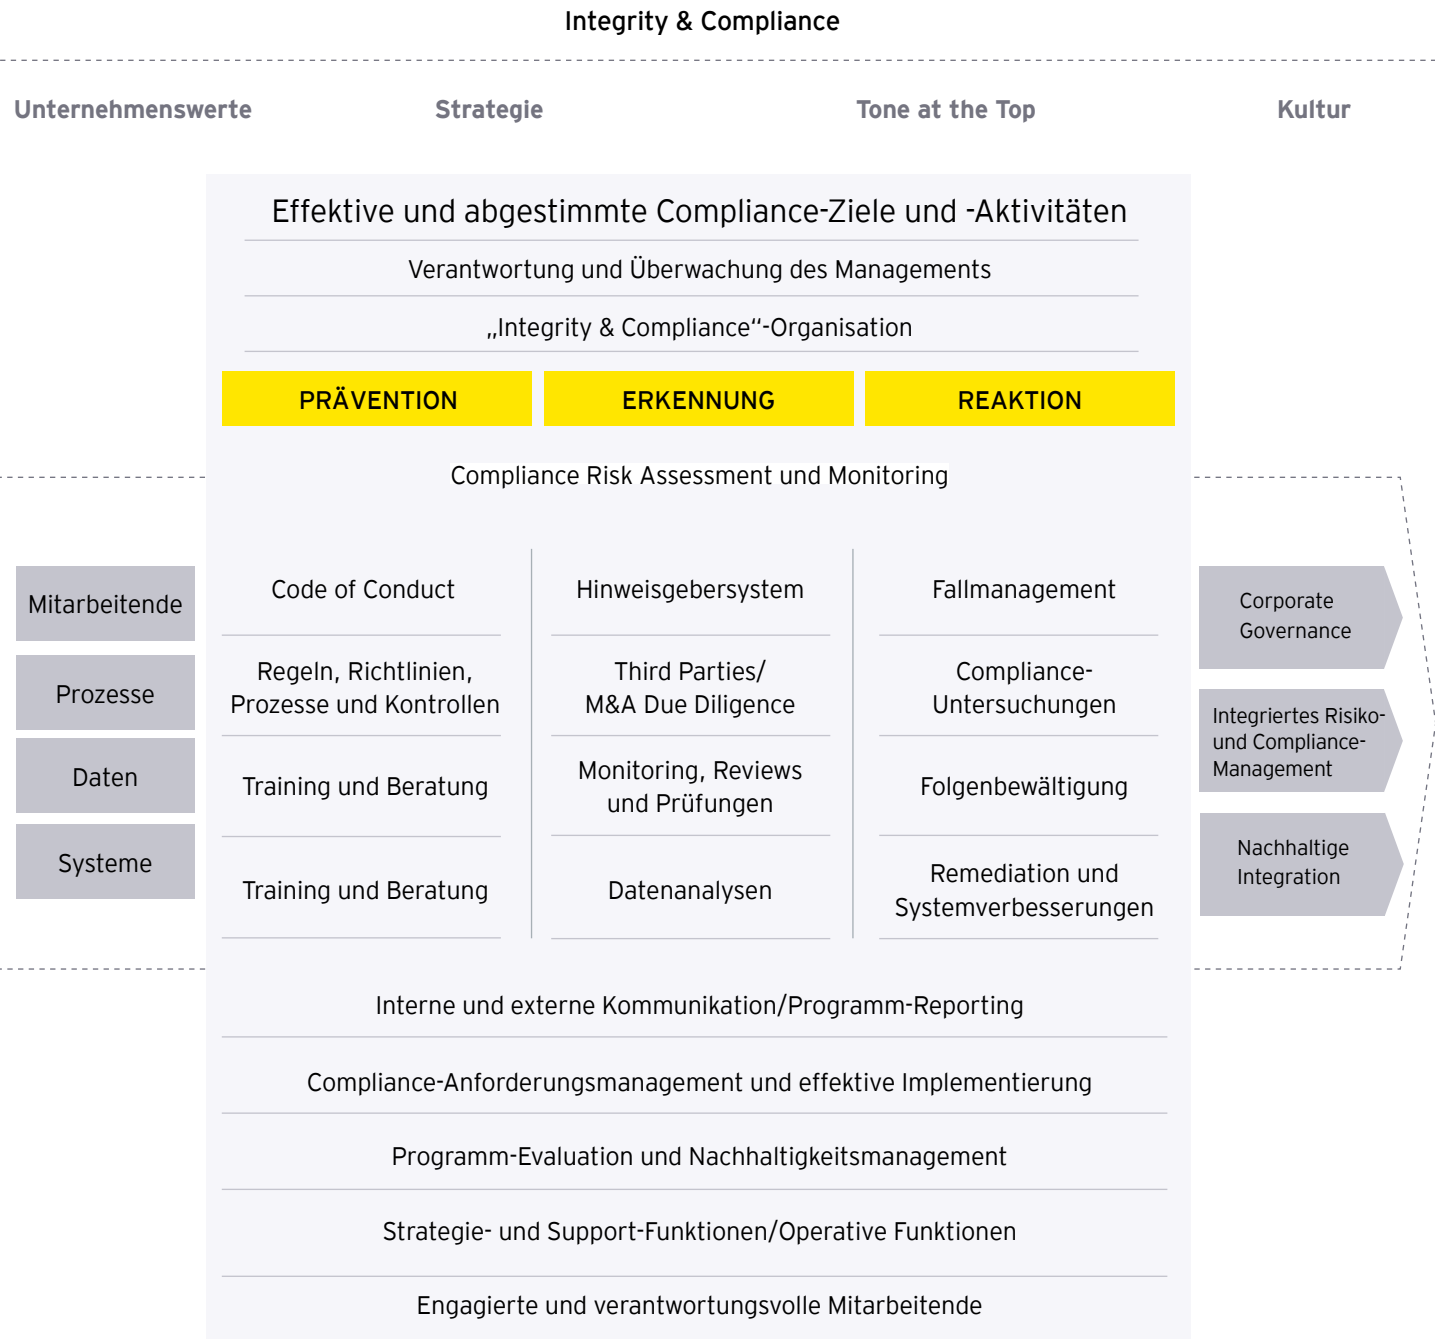 Integrity & Compliance
Unternehmenswerte
Strategie
Tone at the Top
Kultur
Effektive und abgestimmte Compliance-Ziele und -Aktivitäten
Verantwortung und Überwachung des Managements
„Integrity & Compliance“-Organisation
PRÄVENTION
ERKENNUNG
REAKTION
Compliance Risk Assessment und Monitoring
Mitarbeitende
Prozesse
Daten
Systeme
Code of Conduct
Regeln, Richtlinien,
Prozesse und Kontrollen
Training und Beratung
Training und Beratung
Hinweisgebersystem
Third Parties/
M&A Due Diligence
Monitoring, Reviews
und Prüfungen
Datenanalysen
Fallmanagement
Compliance-
Untersuchungen
Folgenbewältigung
Remediation und
Systemverbesserungen
Corporate
Governance
Integriertes Risiko-
und Compliance-
Management
Nachhaltige
Integration
Interne und externe Kommunikation/Programm-Reporting
Compliance-Anforderungsmanagement und effektive Implementierung
Programm-Evaluation und Nachhaltigkeitsmanagement
Strategie- und Support-Funktionen/Operative Funktionen
Engagierte und verantwortungsvolle Mitarbeitende